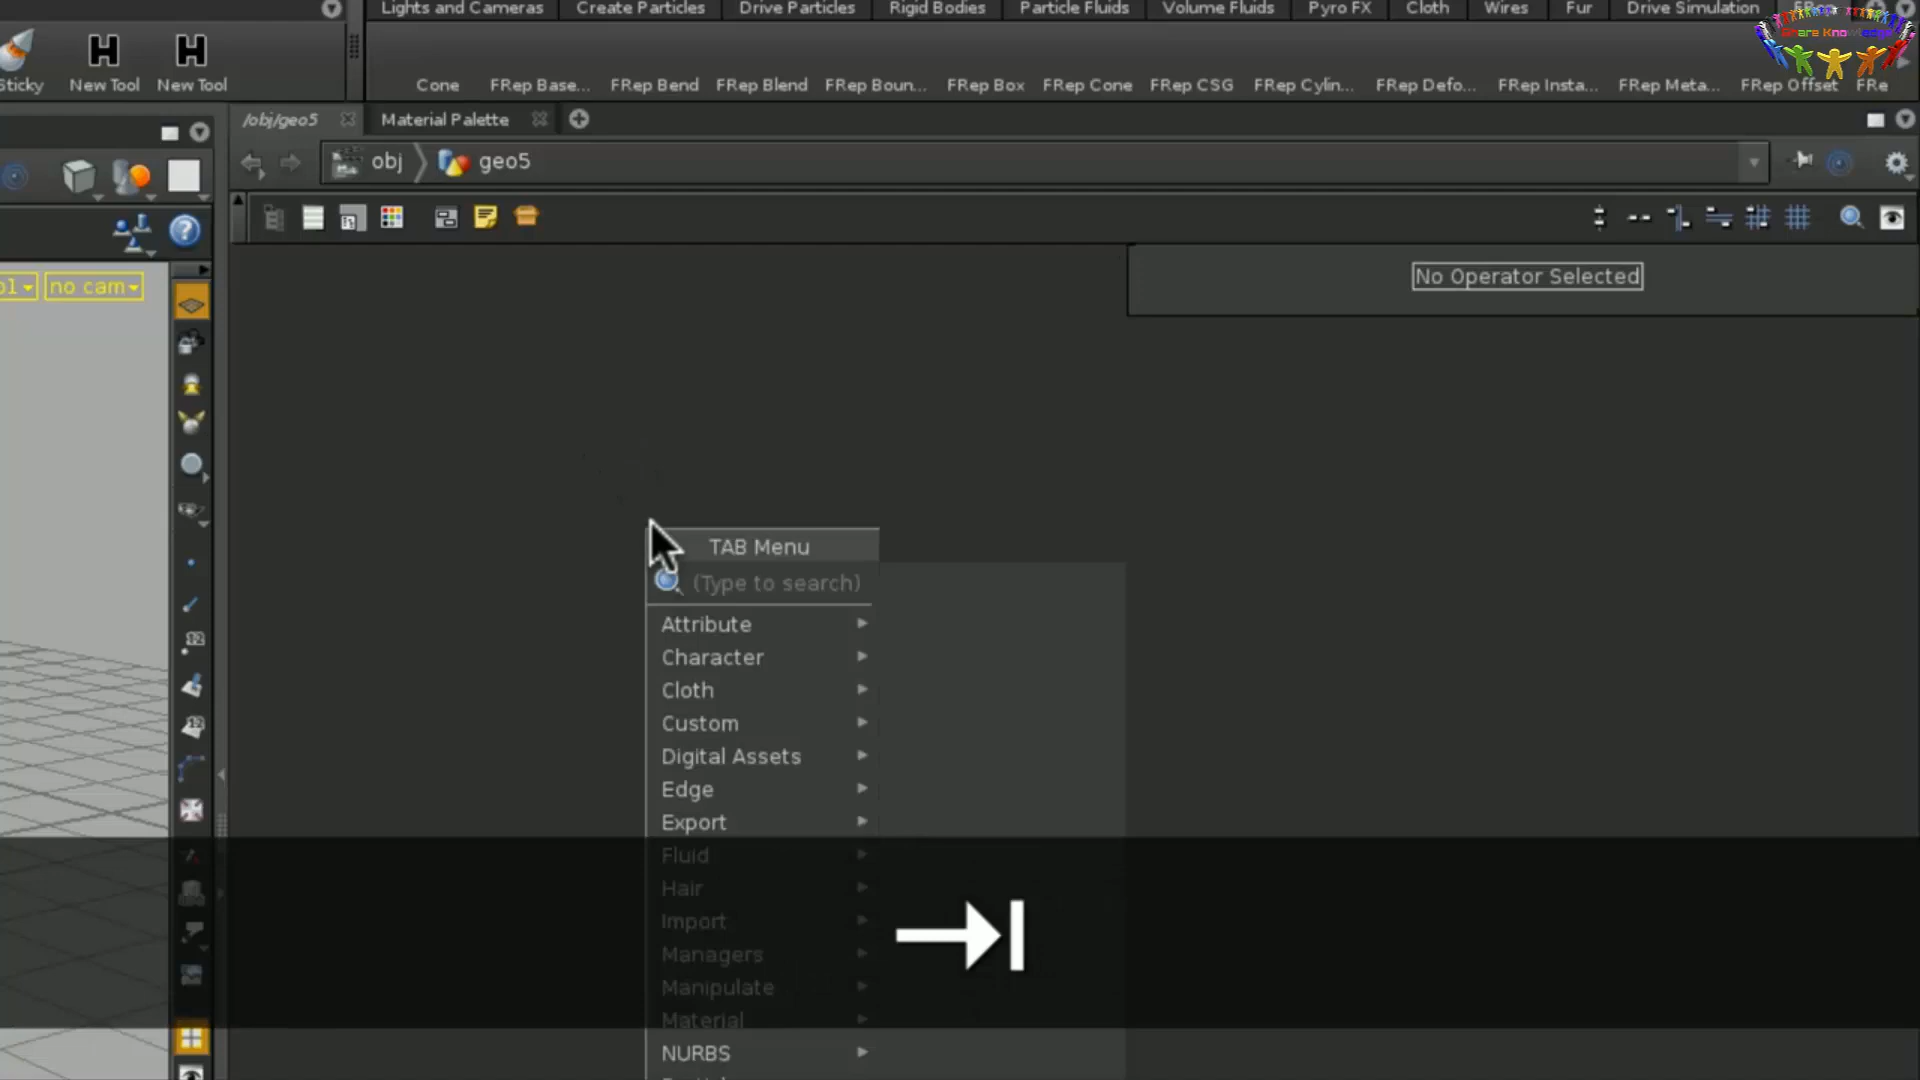 Lights and Cameras Create Particles Drive Particles Rigid Bodies Particle Fluids Volume Fluids Pyro FX Cloth Wires Fur Drive Simulation
Share Knowledge
Sticky New Tool New Tool
Cone FRep Base... FRep Bend FRep Blend FRep Boun... FRep Box FRep Cone FRep CSG FRep Cylin... FRep Defo... FRep Insta... FRep Meta... FRep Offset FRe
/obj/geo5 Material Palette
obj geo5
no cam
No Operator Selected
TAB Menu
(Type to search)
Attribute
Character
Cloth
Custom
Digital Assets
Edge
Export
Fluid
Hair
Import
Managers
Manipulate
Material
NURBS